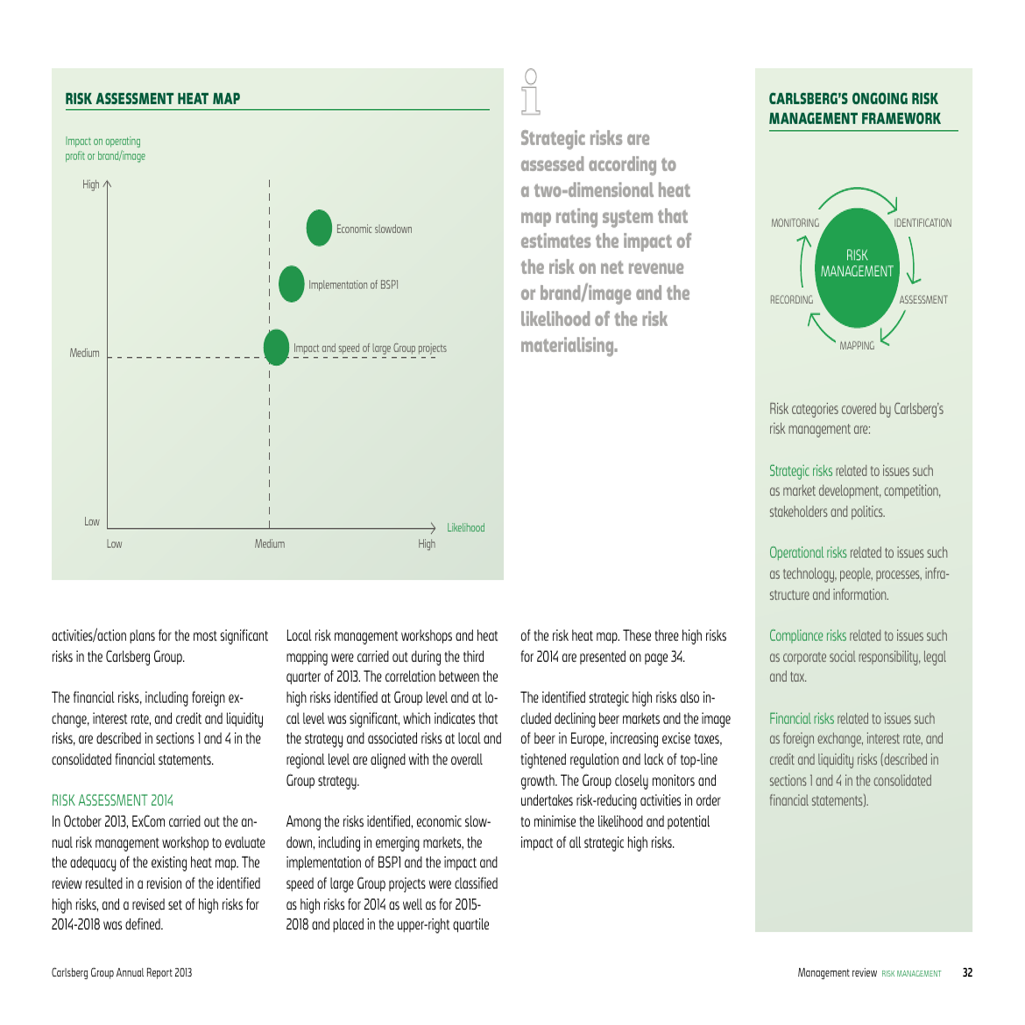 RISK ASSESSMENT HEAT MAP
Impact on operating
profit or brand/image
High
Economic slowdown
Implementation of BSP1
Impact and speed of large Group projects
Medium
Low
Likelihood
Low
Medium
High
i
Strategic risks are
assessed according to
a two-dimensional heat
map rating system that
estimates the impact of
the risk on net revenue
or brand/image and the
likelihood of the risk
materialising.
CARLSBERG'S ONGOING RISK
MANAGEMENT FRAMEWORK
MONITORING
IDENTIFICATION
RISK
MANAGEMENT
RECORDING
ASSESSMENT
MAPPING
Risk categories covered by Carlsberg's
risk management are:
Strategic risks related to issues such
as market development, competition,
stakeholders and politics.
Operational risks related to issues such
as technology, people, processes, infra-
structure and information.
Compliance risks related to issues such
as corporate social responsibility, legal
and tax.
Financial risks related to issues such
as foreign exchange, interest rate, and
credit and liquidity risks (described in
sections 1 and 4 in the consolidated
financial statements).
activities/action plans for the most significant
risks in the Carlsberg Group.
The financial risks, including foreign ex-
change, interest rate, and credit and liquidity
risks, are described in sections 1 and 4 in the
consolidated financial statements.
RISK ASSESSMENT 2014
In October 2013, ExCom carried out the an-
nual risk management workshop to evaluate
the adequacy of the existing heat map. The
review resulted in a revision of the identified
high risks, and a revised set of high risks for
2014-2018 was defined.
Local risk management workshops and heat
mapping were carried out during the third
quarter of 2013. The correlation between the
high risks identified at Group level and at lo-
cal level was significant, which indicates that
the strategy and associated risks at local and
regional level are aligned with the overall
Group strategy.
Among the risks identified, economic slow-
down, including in emerging markets, the
implementation of BSP1 and the impact and
speed of large Group projects were classified
as high risks for 2014 as well as for 2015-
2018 and placed in the upper-right quartile
of the risk heat map. These three high risks
for 2014 are presented on page 34.
The identified strategic high risks also in-
cluded declining beer markets and the image
of beer in Europe, increasing excise taxes,
tightened regulation and lack of top-line
growth. The Group closely monitors and
undertakes risk-reducing activities in order
to minimise the likelihood and potential
impact of all strategic high risks.
Carlsberg Group Annual Report 2013
Management review RISK MANAGEMENT 32